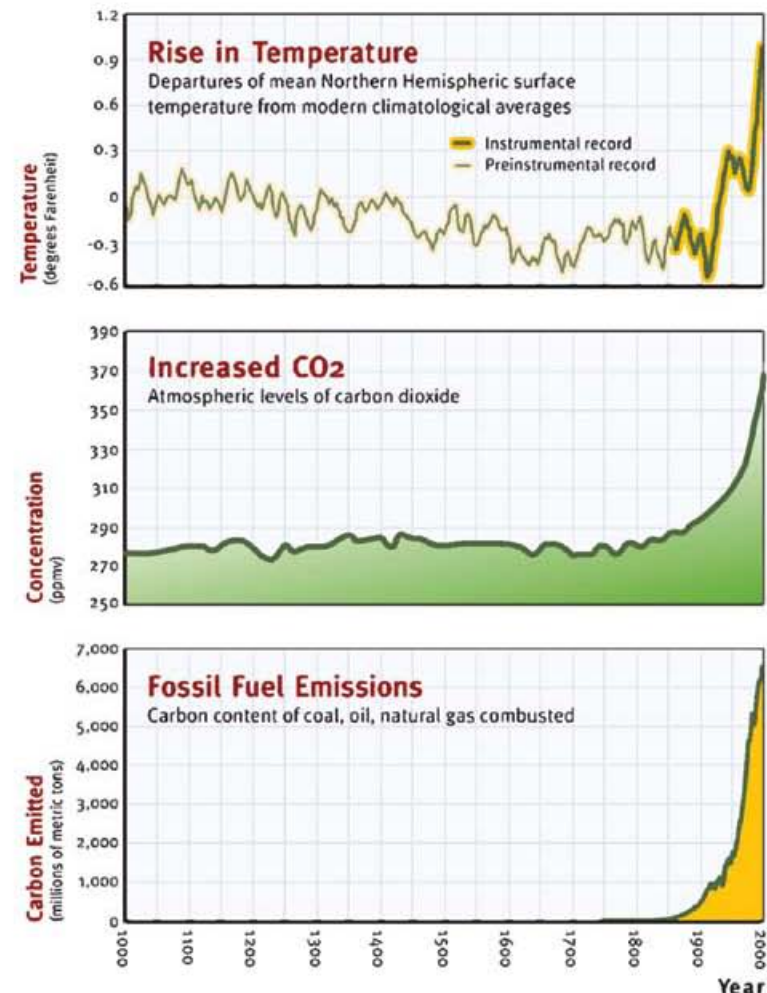 1.2
0.9
0.6
0.3
0
-0.3
-0.6
Temperature
(degrees Farenheit)
Rise in Temperature
Departures of mean Northern Hemispheric surface
temperature from modern climatological averages
Instrumental record
Preinstrumental record
390
370
350
330
310
290
270
250
Concentration
(ppmv)
Increased CO2
Atmospheric levels of carbon dioxide
7,000
6,000
5,000
4,000
3,000
2,000
1,000
0
Carbon Emitted
(millions of metric tons)
Fossil Fuel Emissions
Carbon content of coal, oil, natural gas combusted
1000
1100
1200
1300
1400
1500
1600
1700
1800
1900
2000
Year